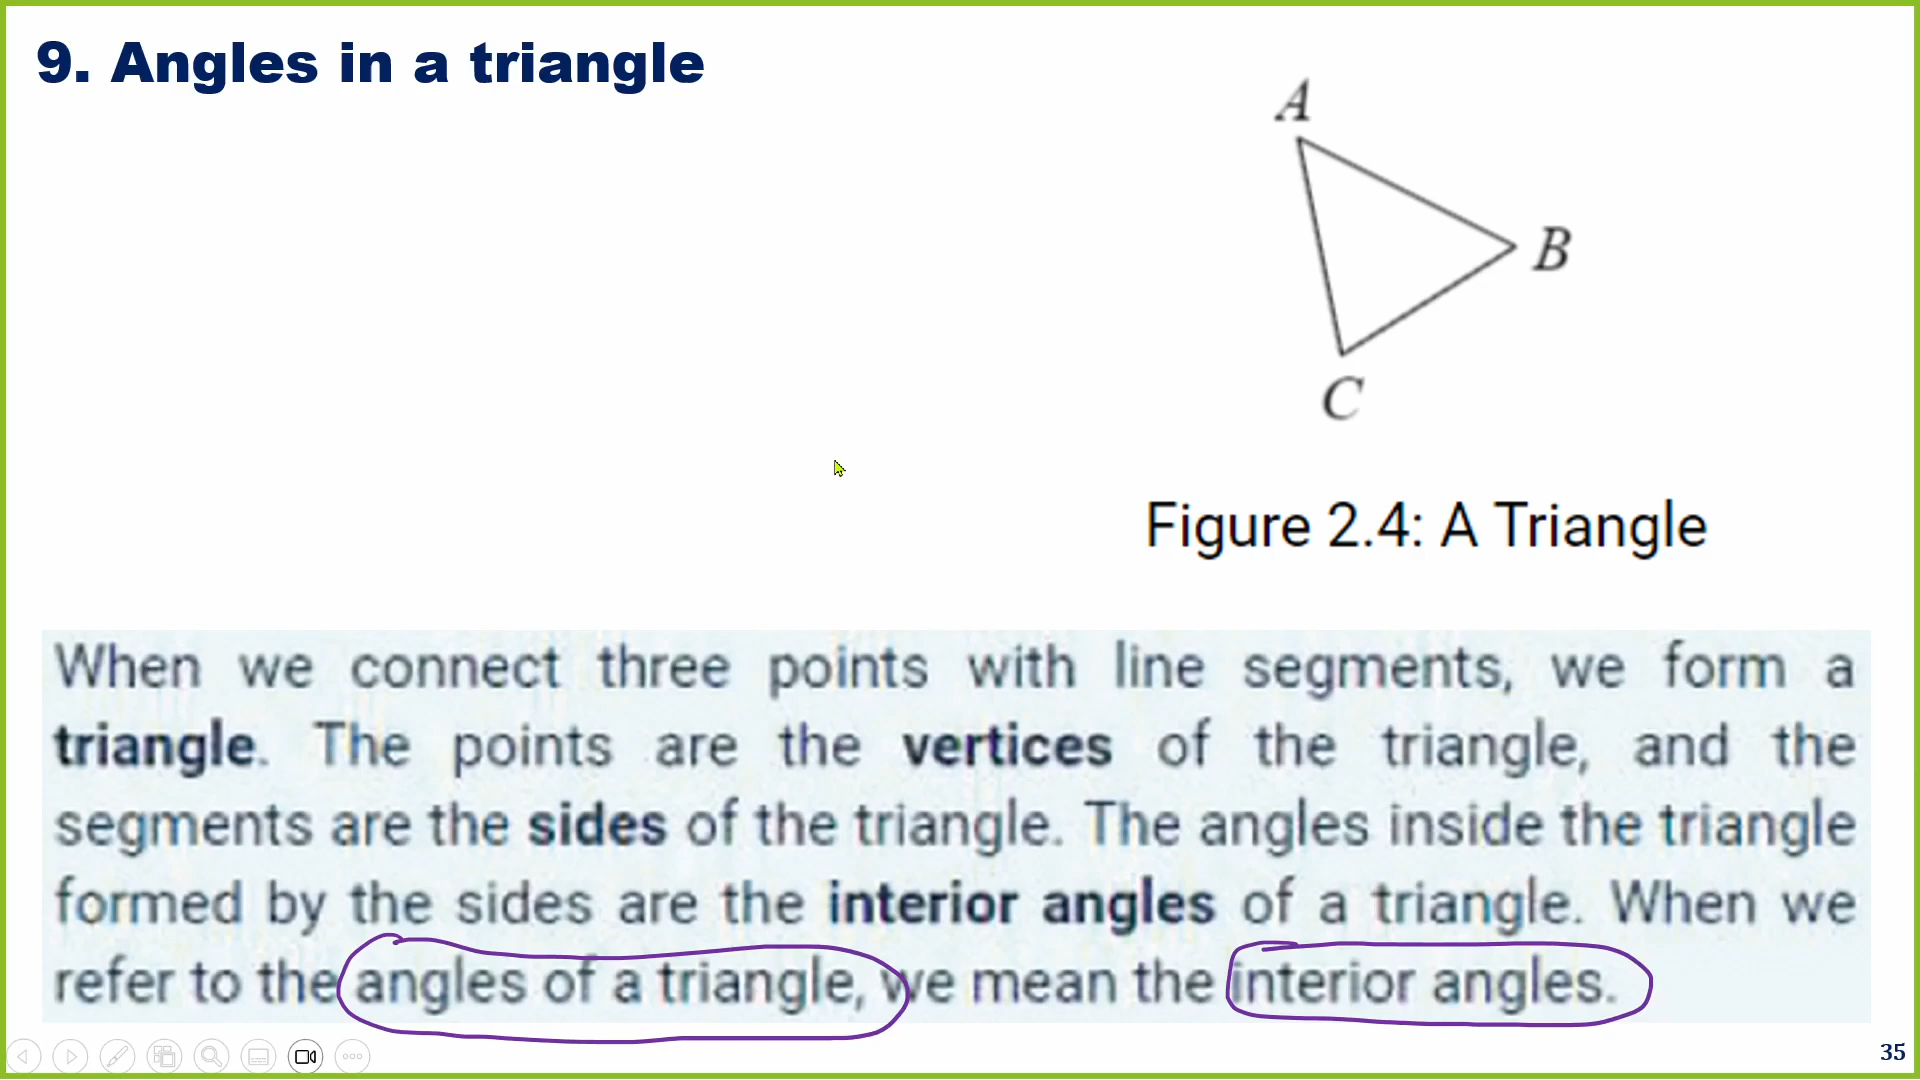 9. Angles in a triangle
A
B
C
Figure 2.4: A Triangle
When we connect three points with line segments, we form a
triangle. The points are the vertices of the triangle, and the
segments are the sides of the triangle. The angles inside the triangle
formed by the sides are the interior angles of a triangle. When we
refer to the angles of a triangle, we mean the interior angles.
35